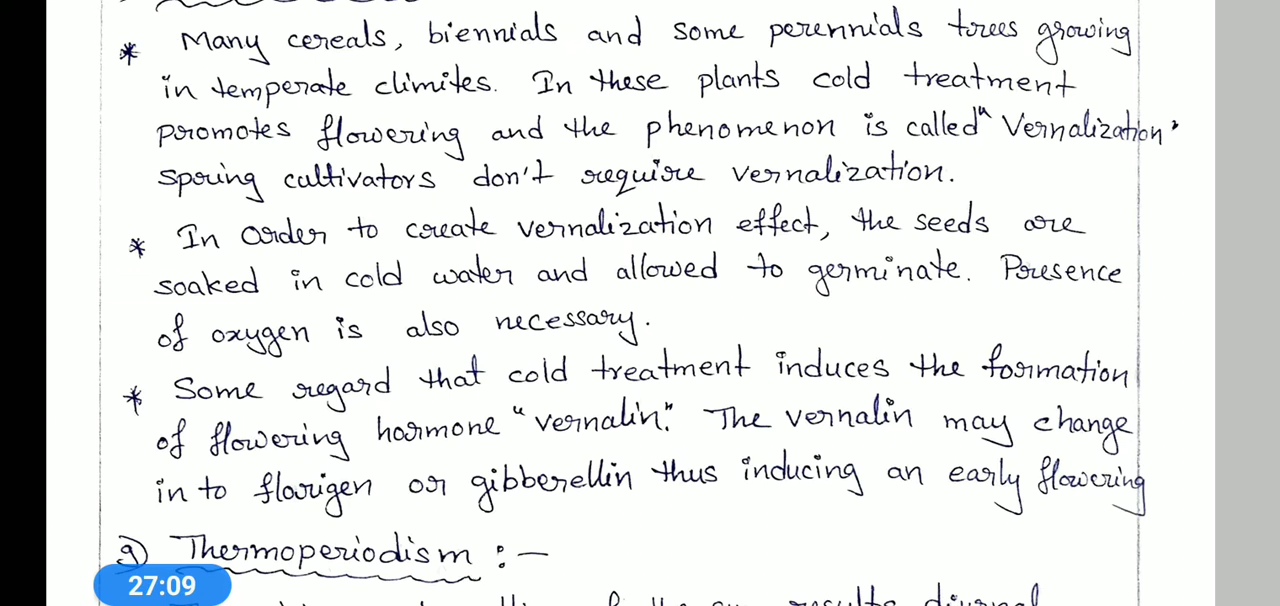 * Many cereals, biennials and some perennials trees growing
in temperate climites. In these plants cold treatment
promotes flowering and the phenomenon is called "Vernalization'
Spring cultivators don't require vernalization.
* In order to create vernalization effect, the seeds are
soaked in cold water and allowed to germinate. Presence
of oxygen is also necessary.
* Some regard that cold treatment induces the formation
of flowering hormone "vernalin". The vernalin may change
in to florigen or gibberellin thus inducing an early flowering
9) Thermoperiodism :-
27:09
results diurnal